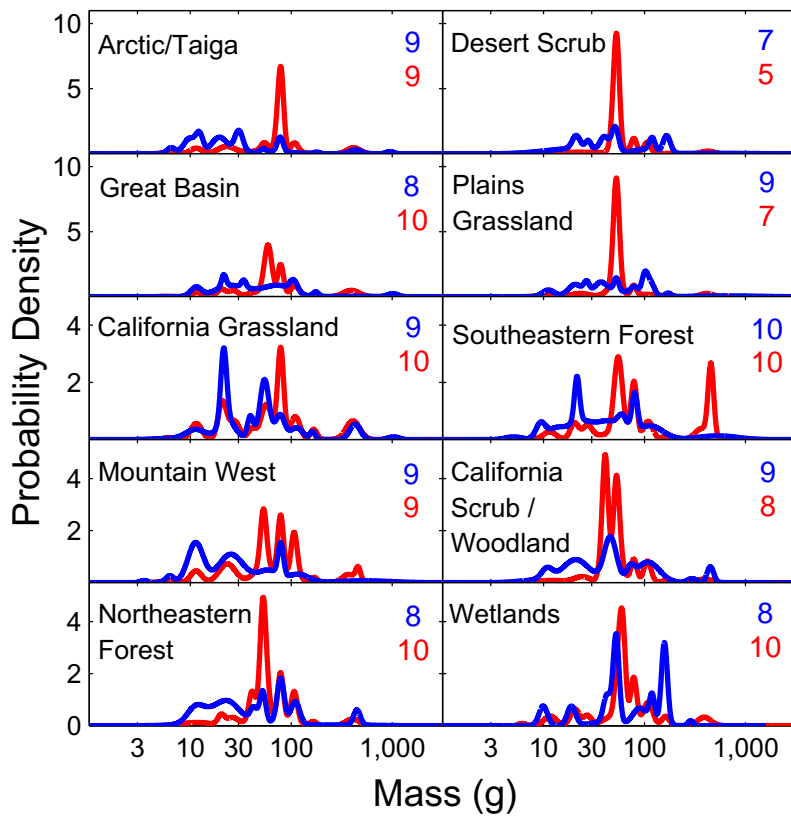 10
5
Arctic/Taiga
9
9
Desert Scrub
7
5
10
5
0
Great Basin
8
10
Plains
Grassland
9
7
4
2
California Grassland
9
10
Southeastern Forest
10
10
4
2
Mountain West
9
9
California
Scrub /
Woodland
9
8
4
2
0
Northeastern
Forest
8
10
Wetlands
8
10
3
10
30
100
1,000
3
10
30
100
1,000
Probability Density
Mass (g)